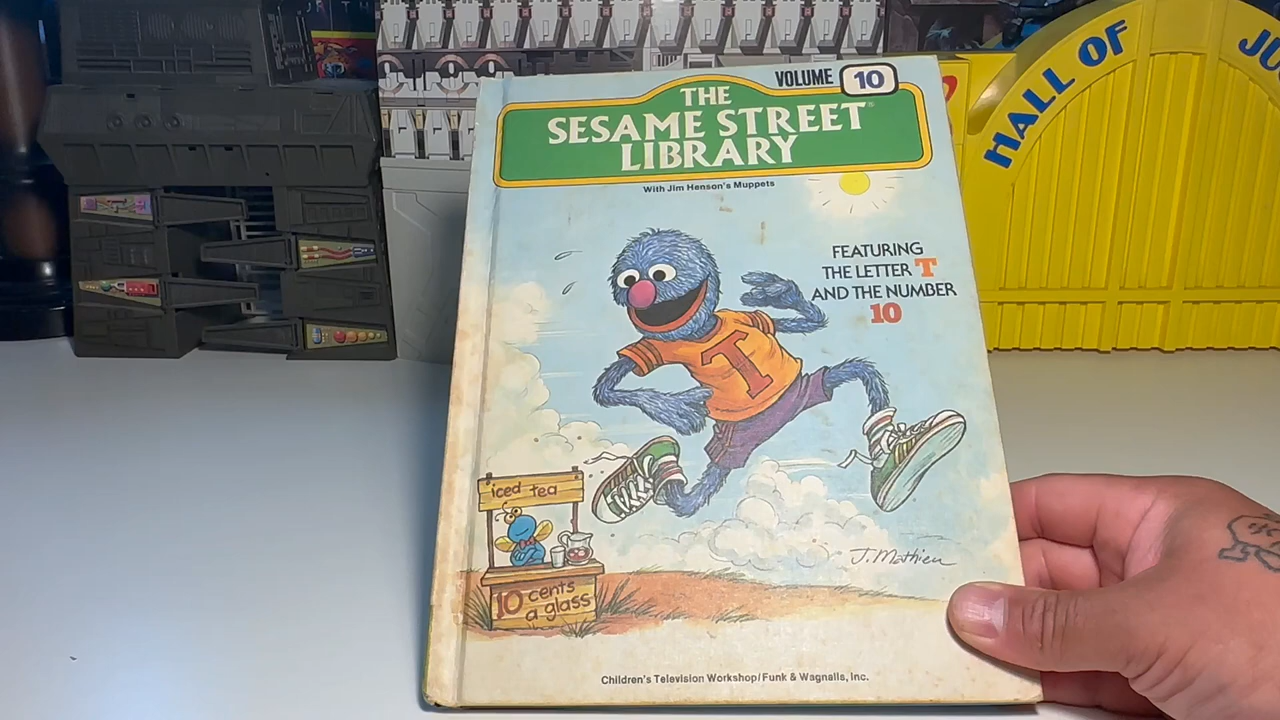 HALL OF
VOLUME 10
THE
SESAME STREET®
LIBRARY
With Jim Henson's Muppets
FEATURING
THE LETTER T
AND THE NUMBER
10
T
iced tea
10 cents
a glass
J. Mathieu
Children's Television Workshop/Funk & Wagnalls, Inc.